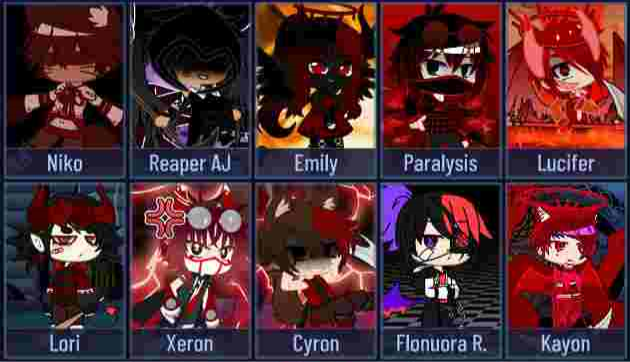 Niko
Reaper AJ
Emily
Paralysis
Lucifer
Lori
Xeron
Cyron
Flonuora R.
Kayon